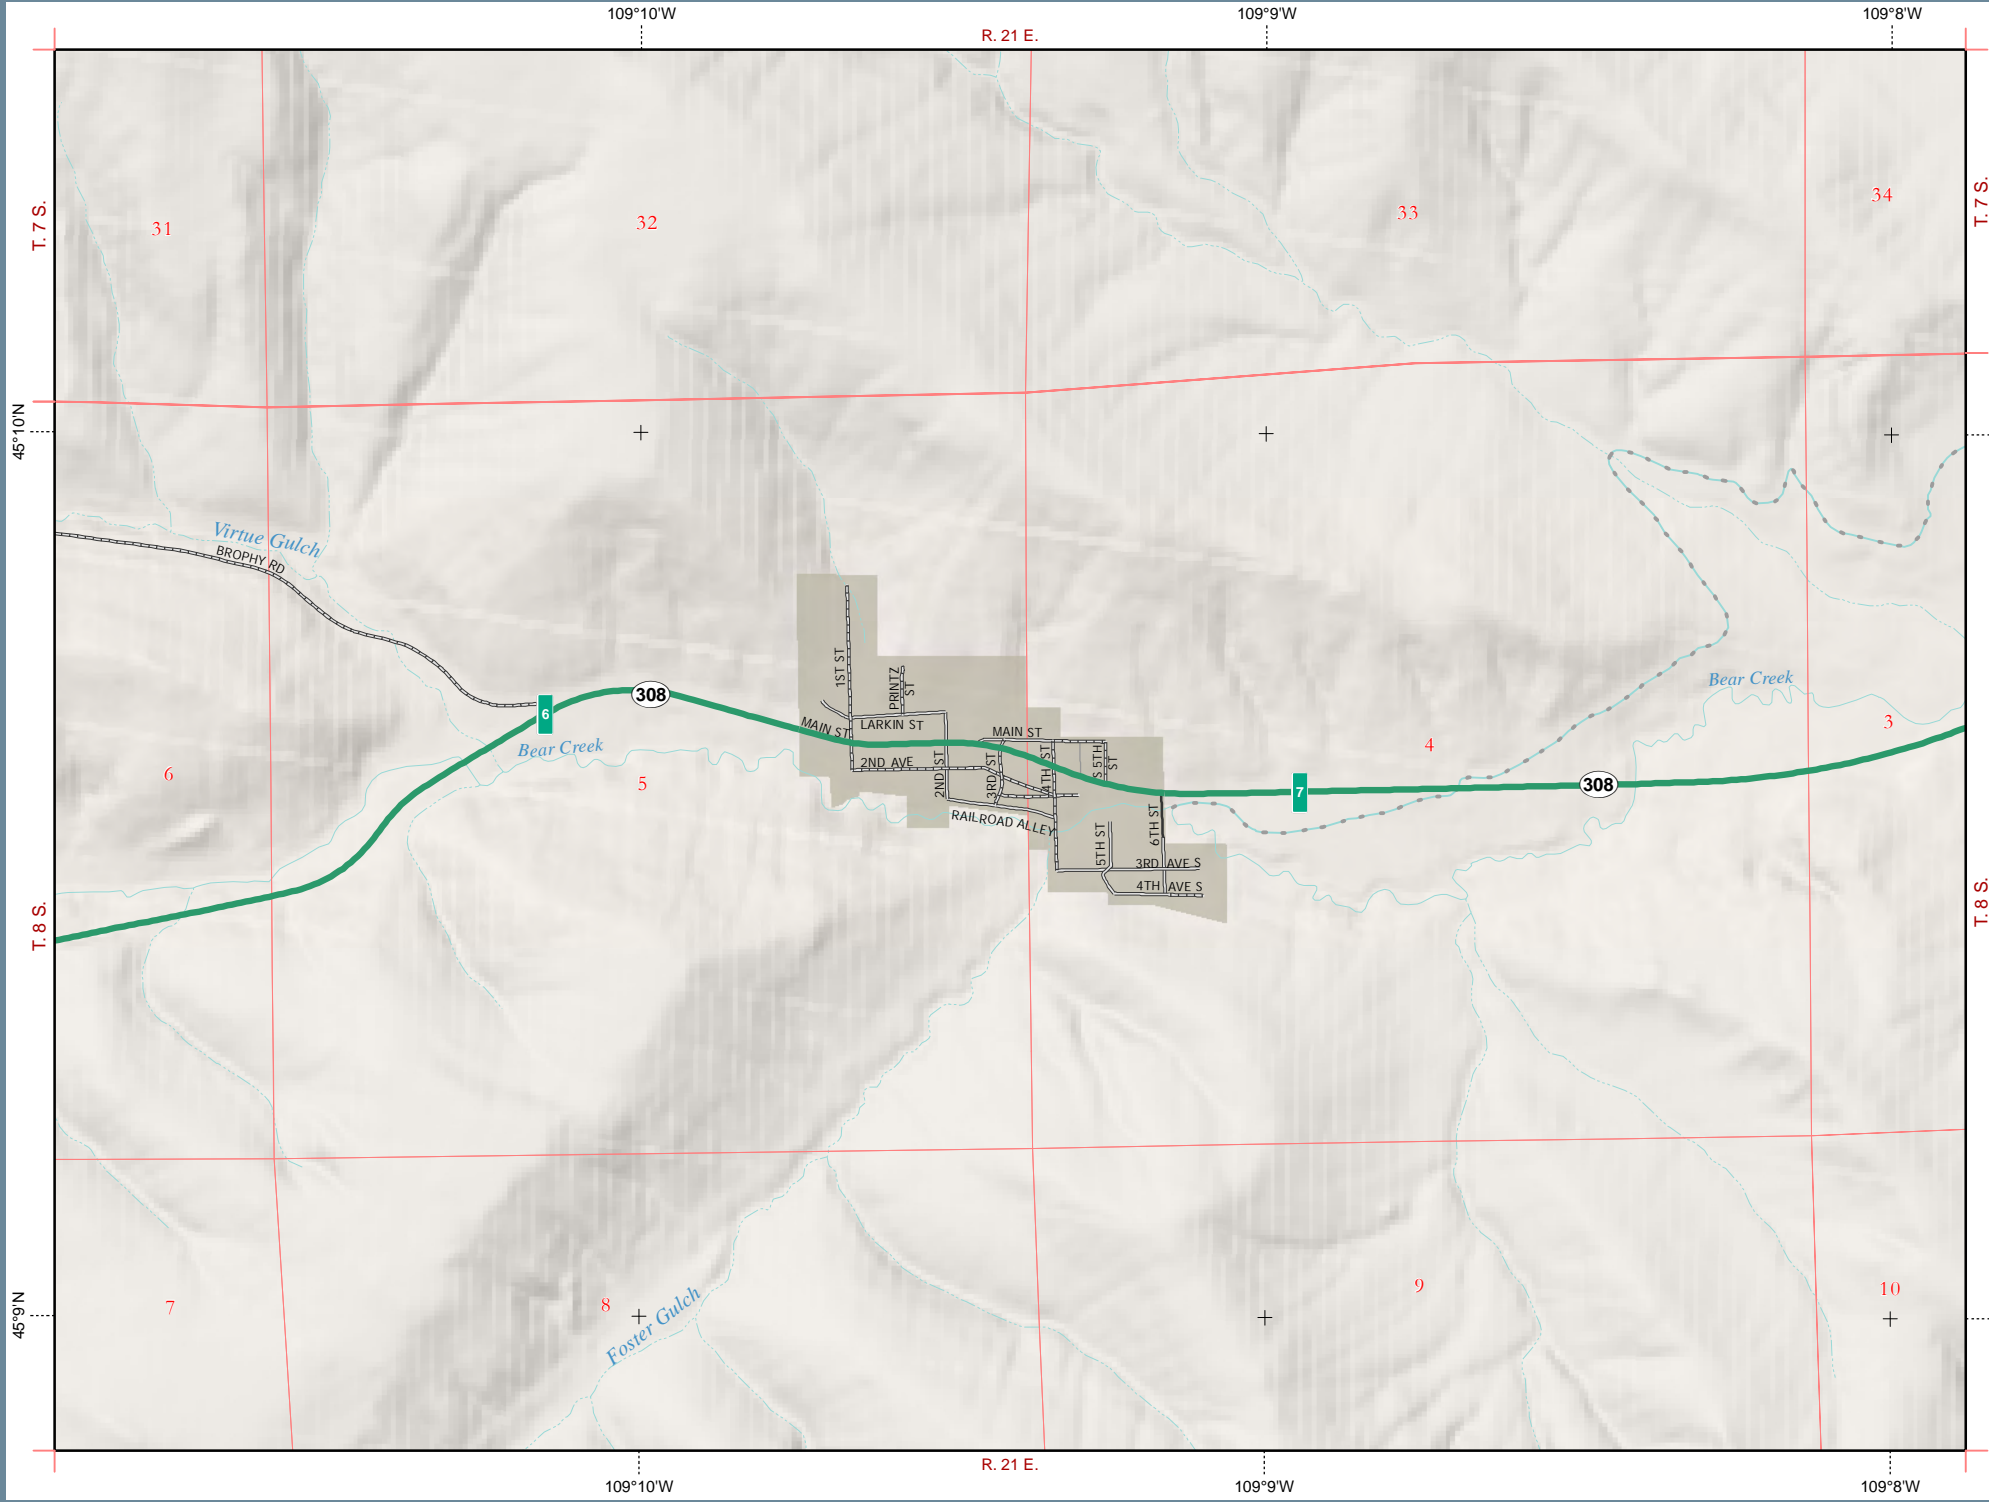 109°10'W
109°9'W
109°8'W
R. 21 E.
T. 7 S.
T. 7 S.
31
32
33
34
45°10'N
Virtue Gulch
BROPHY RD
1ST ST
PRINTZ
ST
308
6
MAIN ST
LARKIN ST
MAIN ST
Bear Creek
Bear Creek
2ND AVE
2ND ST
3RD ST
4TH ST
S 5TH
ST
6
5
4
3
7
308
RAILROAD ALLEY
5TH ST
6TH ST
3RD AVE S
4TH AVE S
T. 8 S.
T. 8 S.
7
8
9
10
Foster Gulch
45°9'N
R. 21 E.
109°10'W
109°9'W
109°8'W